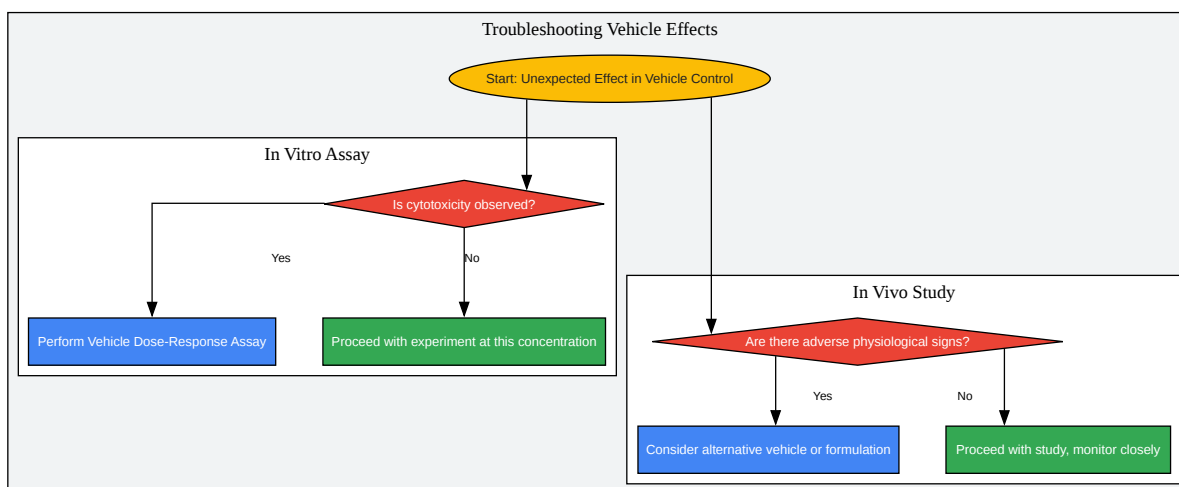 Troubleshooting Vehicle Effects
Start: Unexpected Effect in Vehicle Control
In Vitro Assay
Is cytotoxicity observed?
Yes
No
Perform Vehicle Dose-Response Assay
Proceed with experiment at this concentration
In Vivo Study
Are there adverse physiological signs?
Yes
No
Consider alternative vehicle or formulation
Proceed with study, monitor closely